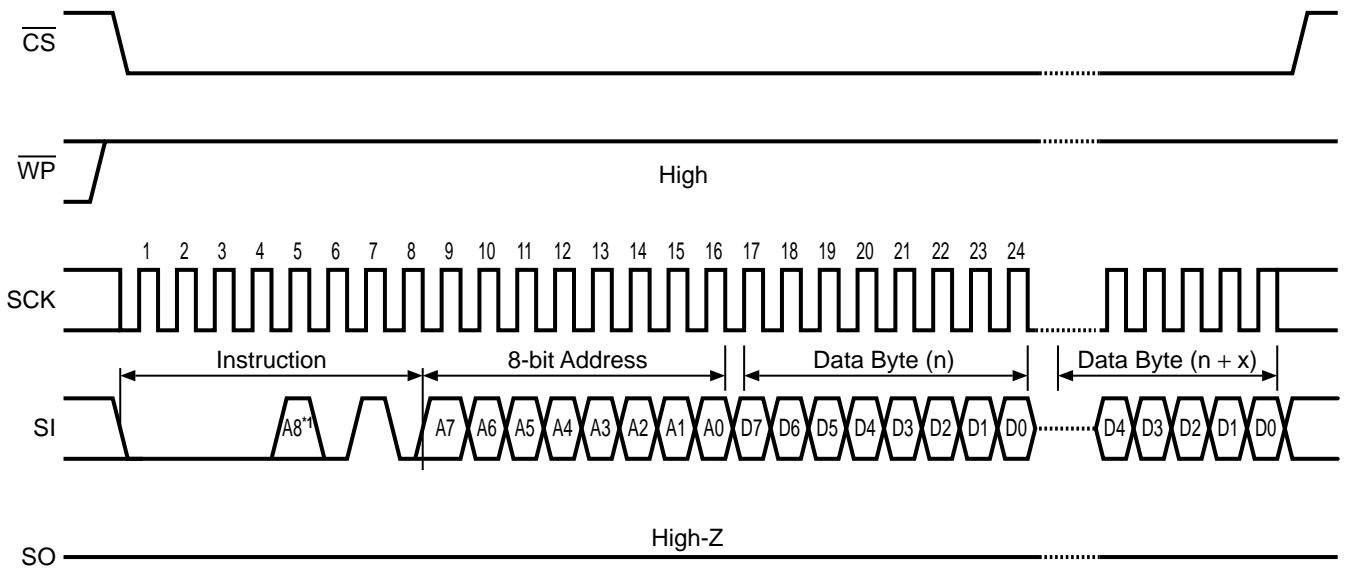 CS
WP
High
1 2 3 4 5 6 7 8 9 10 11 12 13 14 15 16 17 18 19 20 21 22 23 24
SCK
Instruction 8-bit Address Data Byte (n) Data Byte (n + x)
SI A8*1 A7 A6 A5 A4 A3 A2 A1 A0 D7 D6 D5 D4 D3 D2 D1 D0 D4 D3 D2 D1 D0
High-Z
SO